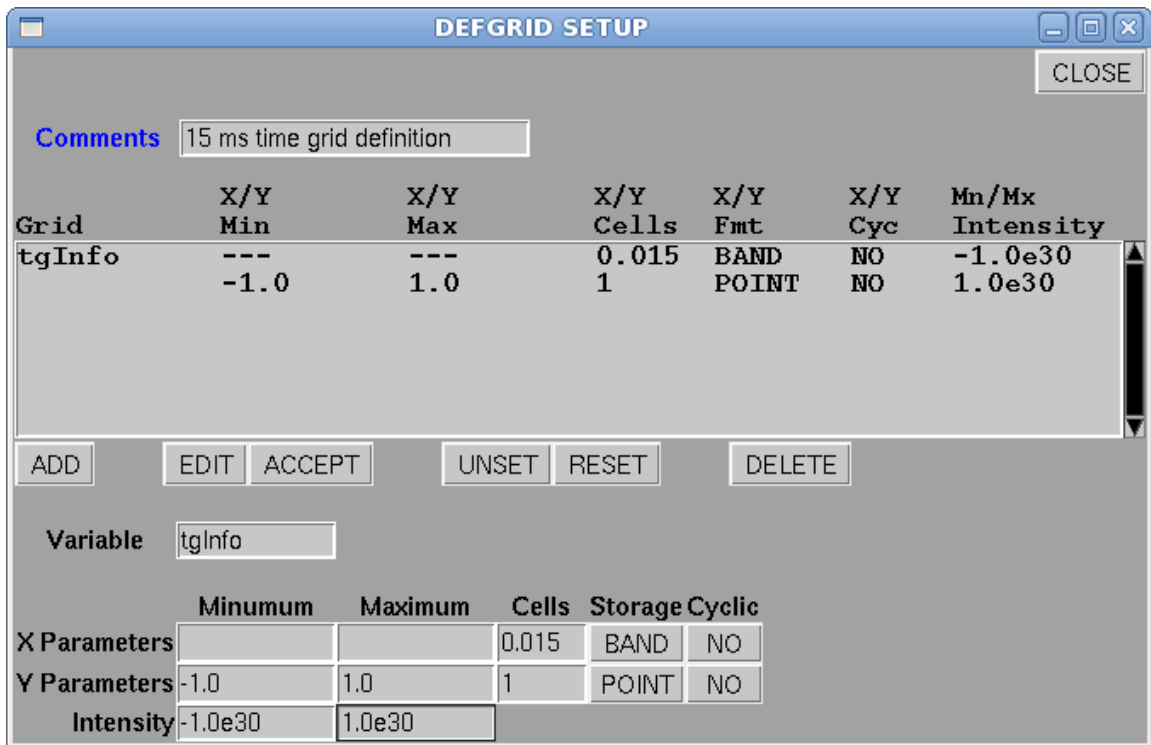 DEFGRID SETUP
CLOSE
Comments 15 ms time grid definition
X/Y X/Y X/Y X/Y X/Y Mn/Mx
Grid Min Max Cells Fmt Cyc Intensity
tgInfo --- --- 0.015 BAND NO -1.0e30
-1.0 1.0 1 POINT NO 1.0e30
ADD EDIT ACCEPT UNSET RESET DELETE
Variable tgInfo
Minumum Maximum Cells Storage Cyclic
X Parameters 0.015 BAND NO
Y Parameters -1.0 1.0 1 POINT NO
Intensity -1.0e30 1.0e30